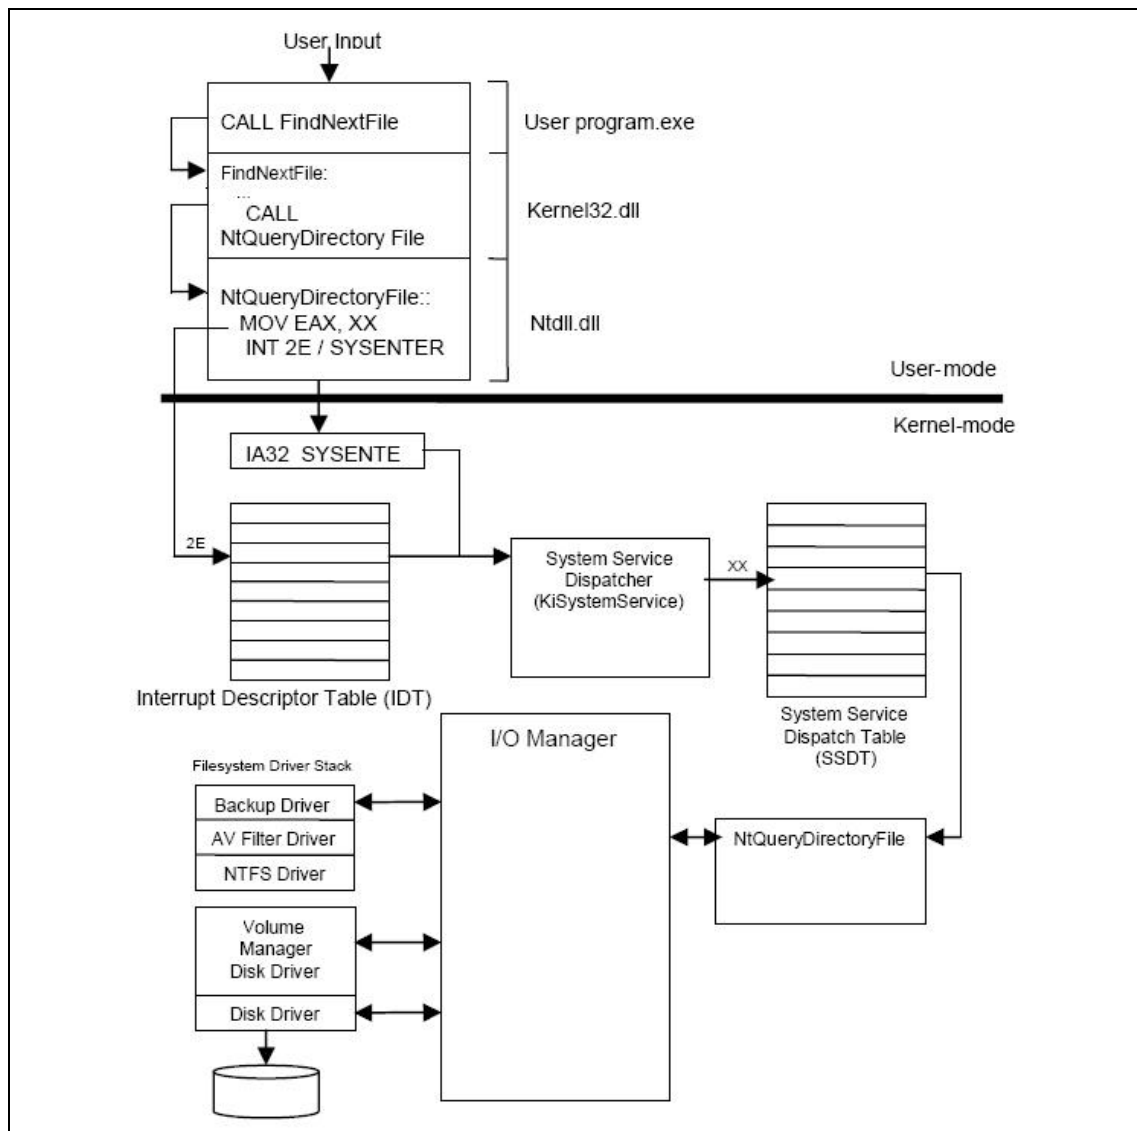 User Input
CALL FindNextFile
User program.exe
FindNextFile:
...
CALL
NtQueryDirectory File
Kernel32.dll
NtQueryDirectoryFile::
MOV EAX, XX
INT 2E / SYSENTER
Ntdll.dll
User-mode
Kernel-mode
IA32 SYSENTE
2E
Interrupt Descriptor Table (IDT)
System Service
Dispatcher
(KiSystemService)
XX
System Service
Dispatch Table
(SSDT)
I/O Manager
Filesystem Driver Stack
Backup Driver
AV Filter Driver
NTFS Driver
NtQueryDirectoryFile
Volume
Manager
Disk Driver
Disk Driver